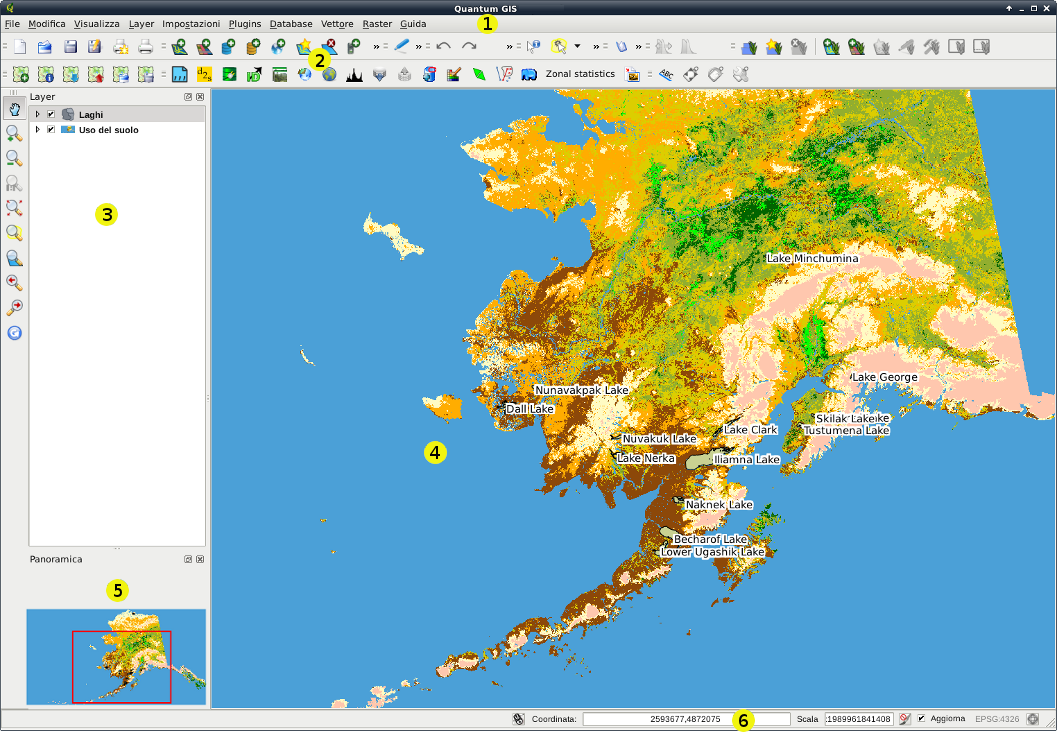 Quantum GIS
File Modifica Visualizza Layer Impostazioni Plugins Database Vettore Raster Guida
1
2
Zonal statistics
ABC
Layer
Laghi
Uso del suolo
3
Lake Minchumina
Lake George
Nunavakpak Lake
Dall Lake
Skilak Lake
Tustumena Lake
Lake Clark
Nuvakuk Lake
Lake Nerka
Iliamna Lake
4
Naknek Lake
Becharof Lake
Lower Ugashik Lake
Panoramica
5
Coordinata: 2593677,4872075 6 Scala :1989961841408 Aggiorna EPSG:4326